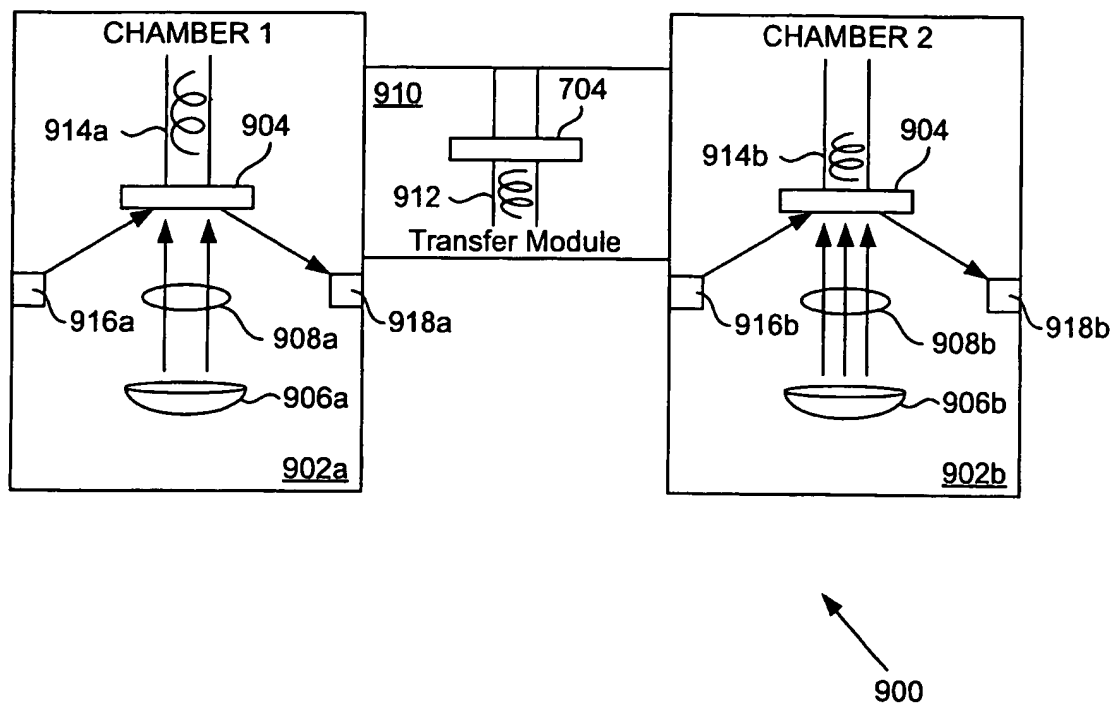 CHAMBER 1
CHAMBER 2
910
704
914a
904
914b
904
912
Transfer Module
916a
908a
918a
916b
908b
918b
906a
906b
902a
902b
900